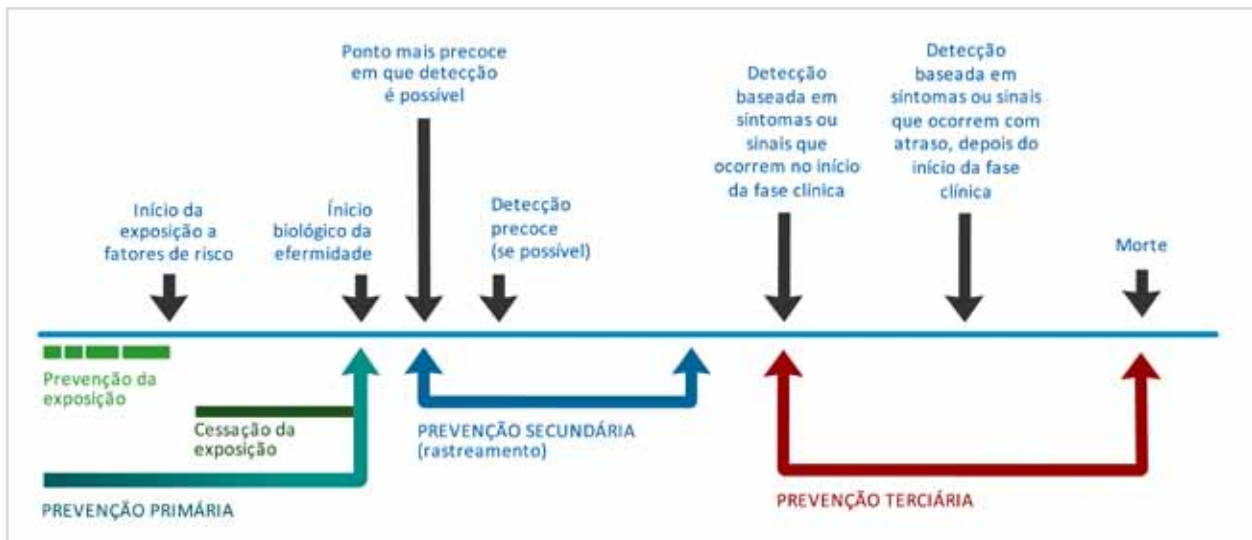 Ponto mais precoce
em que detecção
é possível
Detecção
baseada em
sintomas ou
sinais que
ocorrem no início
da fase clínica
Detecção
baseada em
sintomas ou sinais
que ocorrem com
atraso, depois do
início da fase
clínica
Início da
exposição a
fatores de risco
Ínicio
biológico da
efermidade
Detecção
precoce
(se possível)
Morte
Prevenção da
exposição
Cessação da
exposição
PREVENÇÃO PRIMÁRIA
PREVENÇÃO SECUNDÁRIA
(rastreamento)
PREVENÇÃO TERCIÁRIA